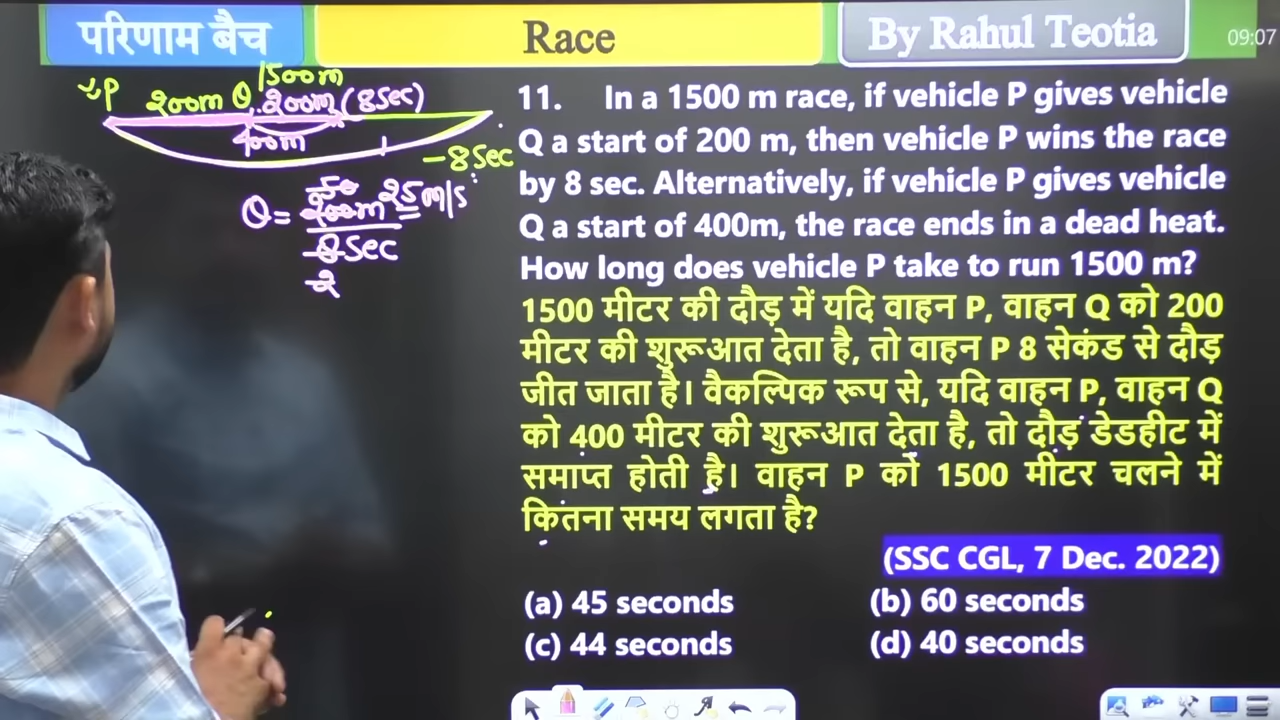 परिणाम बैच
Race
By Rahul Teotia
09:07
P
1500m
200m Q 200m (8Sec)
400m
-8Sec
Q = 200m 25m/s
50
8Sec
2
11. In a 1500 m race, if vehicle P gives vehicle
Q a start of 200 m, then vehicle P wins the race
by 8 sec. Alternatively, if vehicle P gives vehicle
Q a start of 400m, the race ends in a dead heat.
How long does vehicle P take to run 1500 m?
1500 मीटर की दौड़ में यदि वाहन P, वाहन Q को 200
मीटर की शुरूआत देता है, तो वाहन P 8 सेकंड से दौड़
जीत जाता है। वैकल्पिक रूप से, यदि वाहन P, वाहन Q
को 400 मीटर की शुरूआत देता है, तो दौड़ डेडहीट में
समाप्त होती है। वाहन P को 1500 मीटर चलने में
कितना समय लगता है?
(SSC CGL, 7 Dec. 2022)
(a) 45 seconds
(b) 60 seconds
(c) 44 seconds
(d) 40 seconds